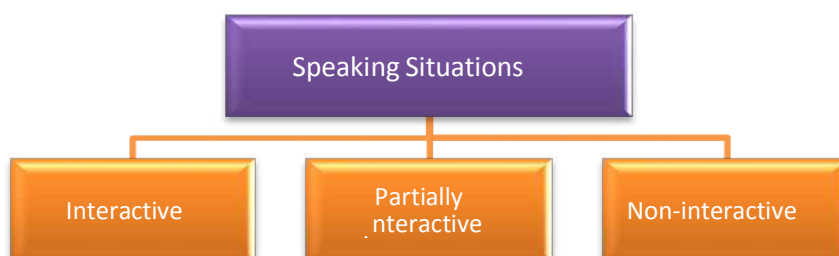 Speaking Situations
Interactive
Partially
nteractive
Non-interactive